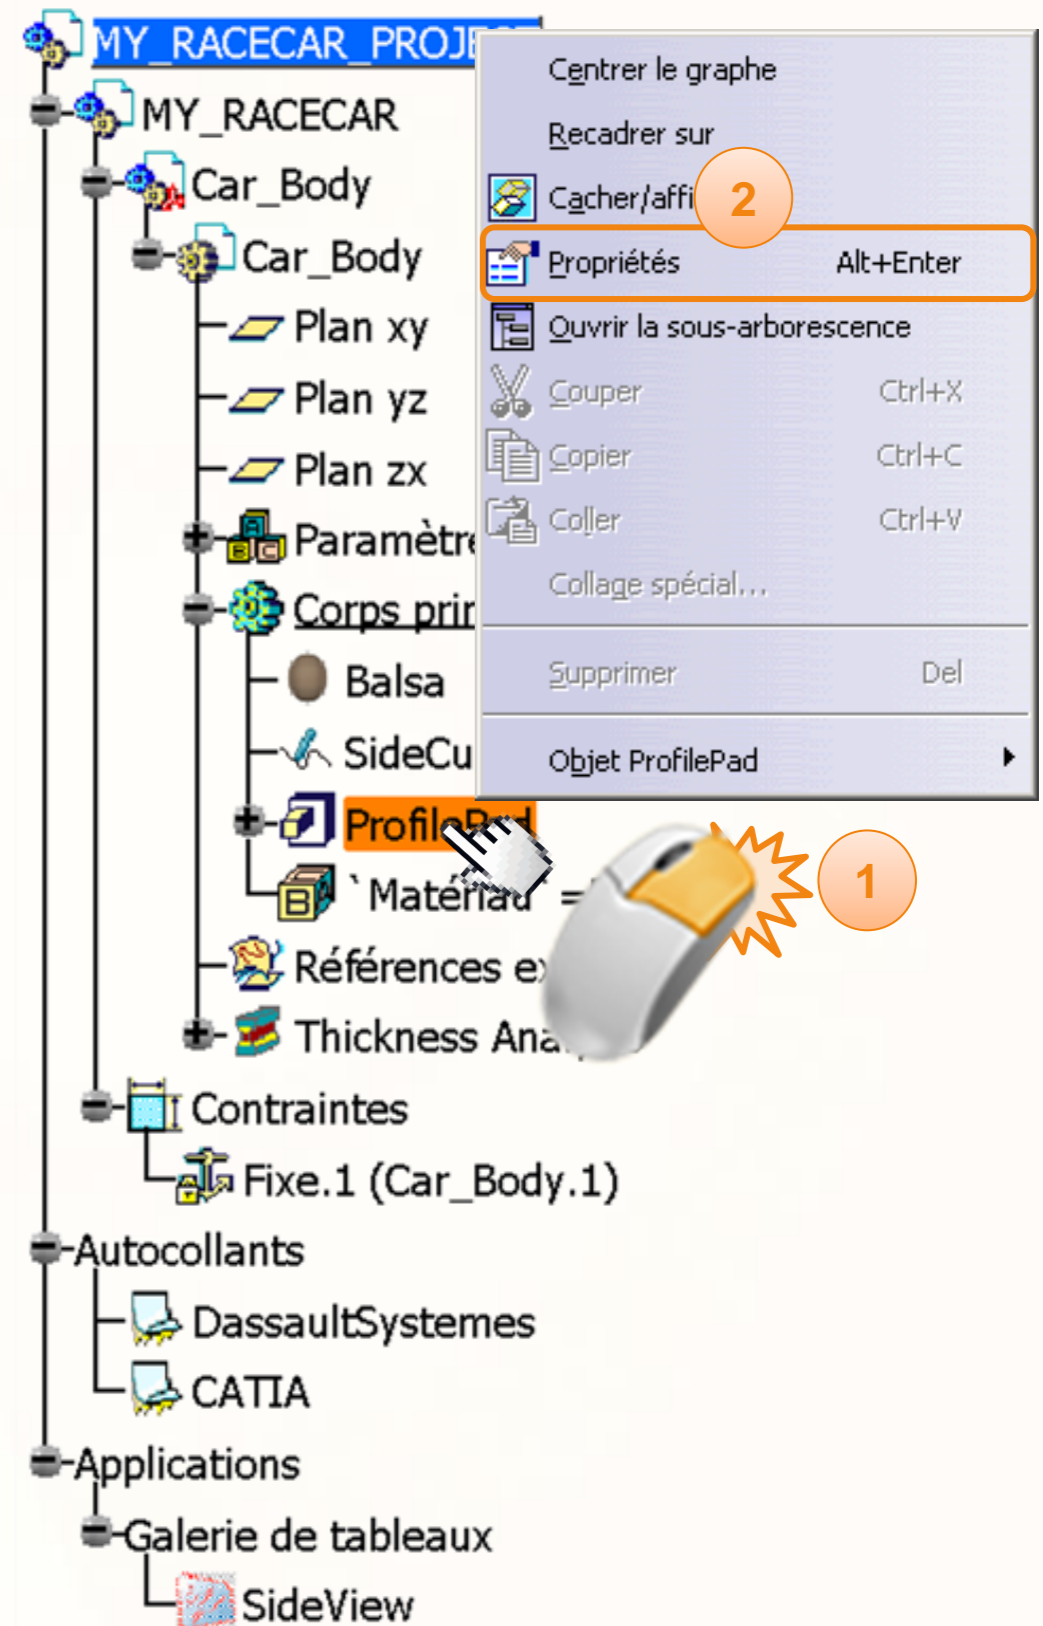 MY_RACECAR_PROJE
MY_RACECAR
Car_Body
Car_Body
Plan xy
Plan yz
Plan zx
Paramètre
Corps prin
Balsa
SideCu
ProfilePad
`Matériau`=
Références ex
Thickness Ana
Contraintes
Fixe.1 (Car_Body.1)
Autocollants
DassaultSystemes
CATIA
Applications
Galerie de tableaux
SideView
Centrer le graphe
Recadrer sur
Cacher/affi
2
Propriétés Alt+Enter
Ouvrir la sous-arborescence
Couper Ctrl+X
Copier Ctrl+C
Coller Ctrl+V
Collage spécial...
Supprimer Del
Objet ProfilePad
1